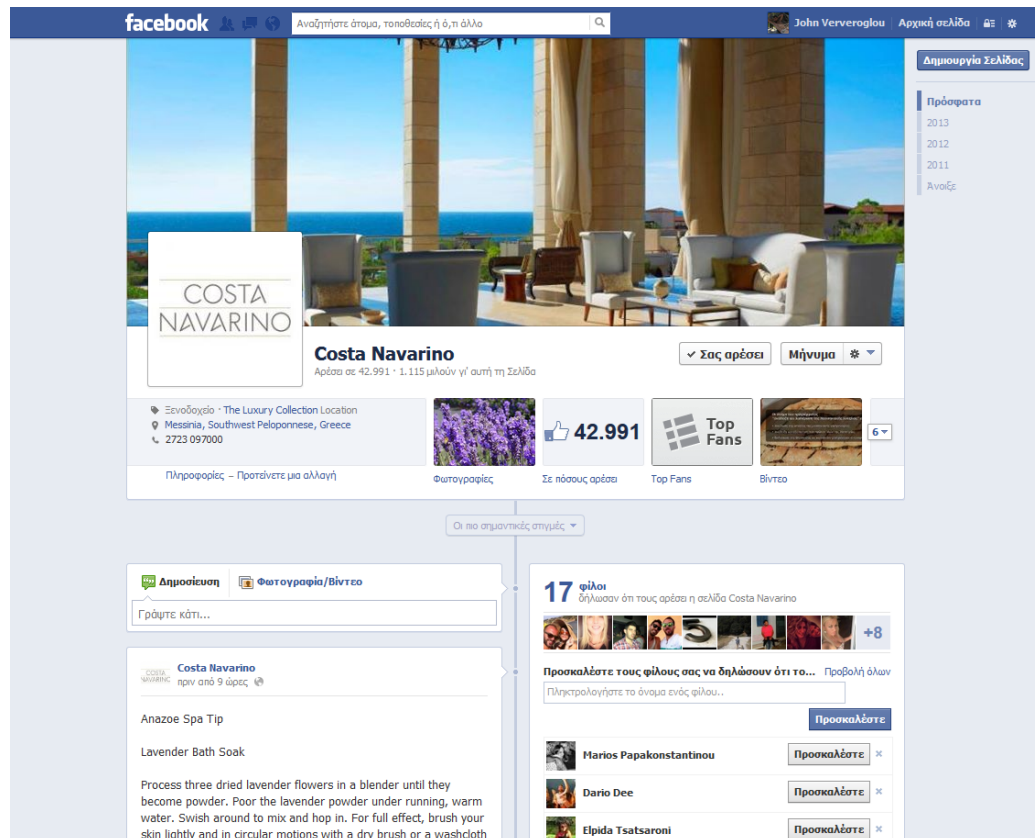 facebook
Αναζητήστε άτομα, τοποθεσίες ή ό,τι άλλο
John Ververoglou
Αρχική σελίδα
Δημιουργία Σελίδας
Πρόσφατα
2013
2012
2011
Άνοιξε
COSTA
NAVARINO
Costa Navarino
Αρέσει σε 42.991 · 1.115 μιλούν γι' αυτή τη Σελίδα
Σας αρέσει
Μήνυμα
Ξενοδοχείο · The Luxury Collection Location
Messinia, Southwest Peloponnese, Greece
2723 097000
Πληροφορίες – Προτείνετε μια αλλαγή
Φωτογραφίες
42.991
Σε πόσους αρέσει
Top
Fans
Top Fans
Βίντεο
6
Οι πιο σημαντικές στιγμές
Δημοσίευση
Φωτογραφία/Βίντεο
Γράψτε κάτι...
Costa Navarino
πριν από 9 ώρες
Anazoe Spa Tip
Lavender Bath Soak
Process three dried lavender flowers in a blender until they
become powder. Poor the lavender powder under running, warm
water. Swish around to mix and hop in. For full effect, brush your
skin lightly and in circular motions with a dry brush or a washcloth
17 φίλοι
δήλωσαν ότι τους αρέσει η σελίδα Costa Navarino
+8
Προσκαλέστε τους φίλους σας να δηλώσουν ότι το... Προβολή όλων
Πληκτρολογήστε το όνομα ενός φίλου..
Προσκαλέστε
Marios Papakonstantinou
Προσκαλέστε
Dario Dee
Προσκαλέστε
Elpida Tsatsaroni
Προσκαλέστε